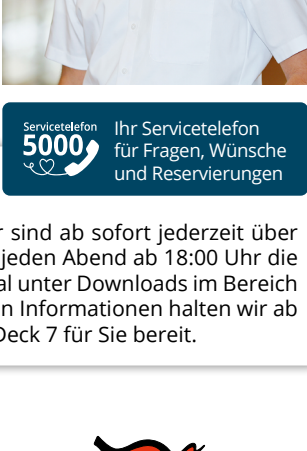 Servicetelefon
5000
Ihr Servicetelefon
für Fragen, Wünsche
und Reservierungen
sind ab sofort jederzeit über
jeden Abend ab 18:00 Uhr die
unter Downloads im Bereich
Informationen halten wir ab
Deck 7 für Sie bereit.